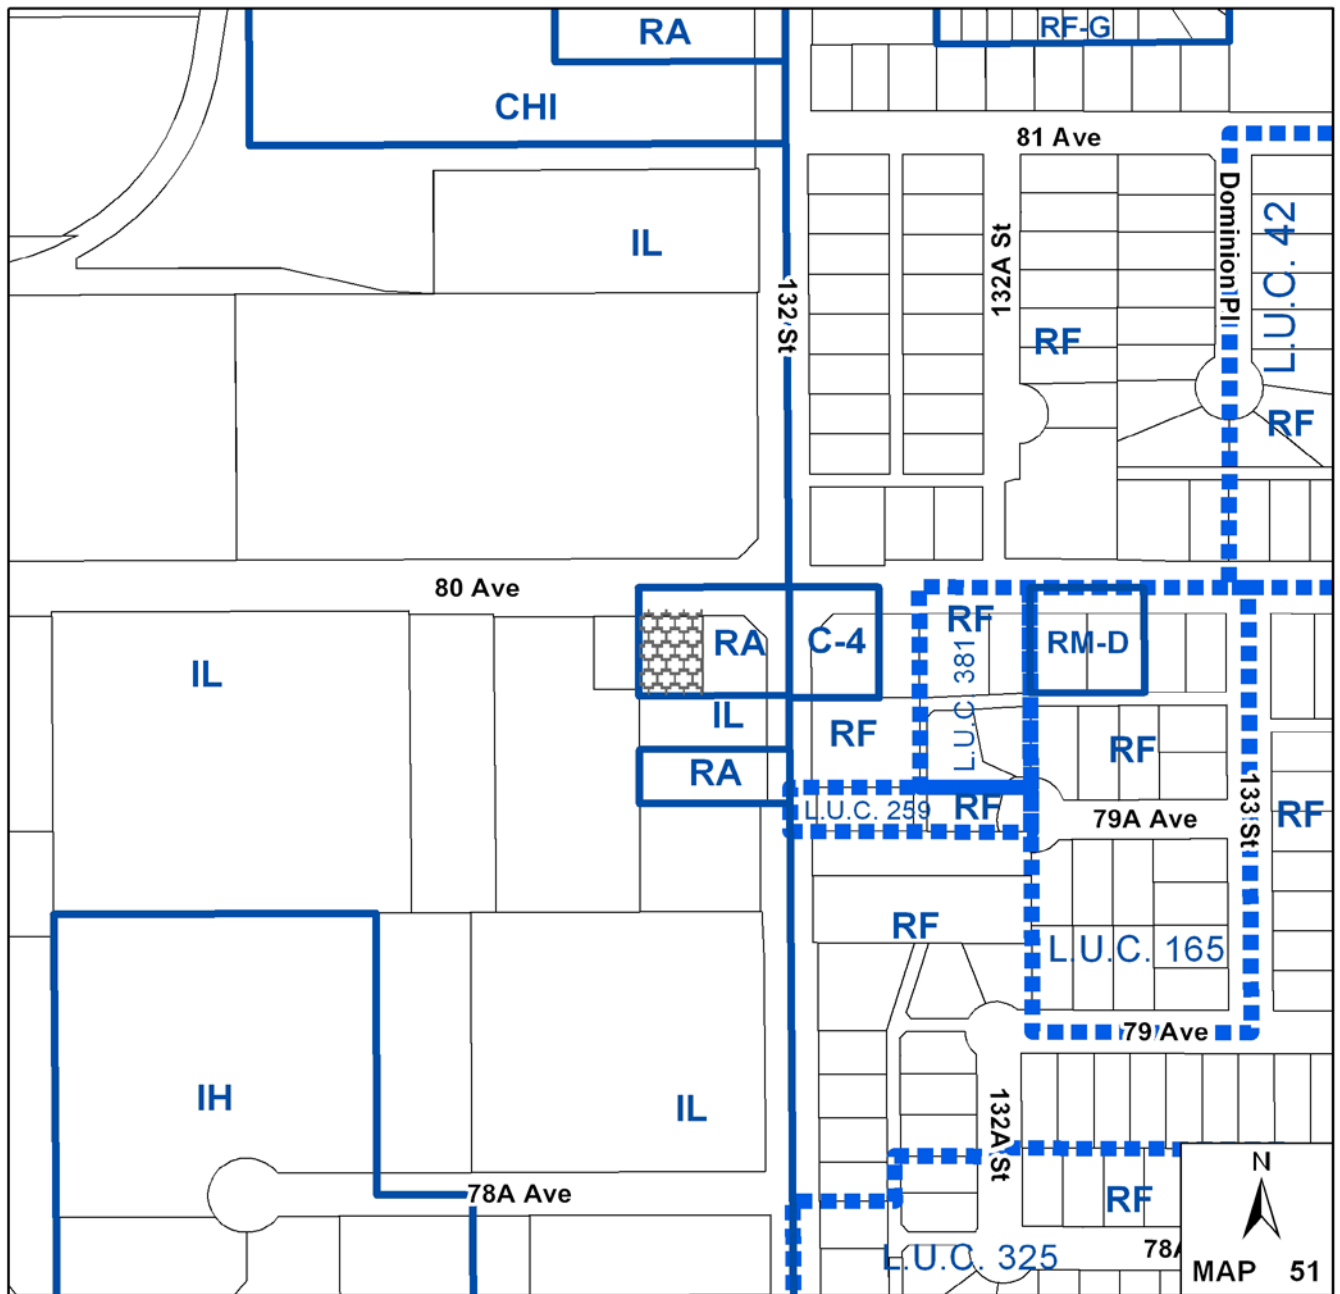 RA
RF-G
CHI
81 Ave
Dominion Pl
L.U.C. 42
IL
132A St
132 St
RF
RF
80 Ave
RA
C-4
RF
L.U.C. 381
RM-D
IL
IL
RF
RF
RA
L.U.C. 259
RF
79A Ave
133 St
RF
RF
L.U.C. 165
79 Ave
IH
IL
132A St
78A Ave
RF
N
L.U.C. 325
78A
MAP 51